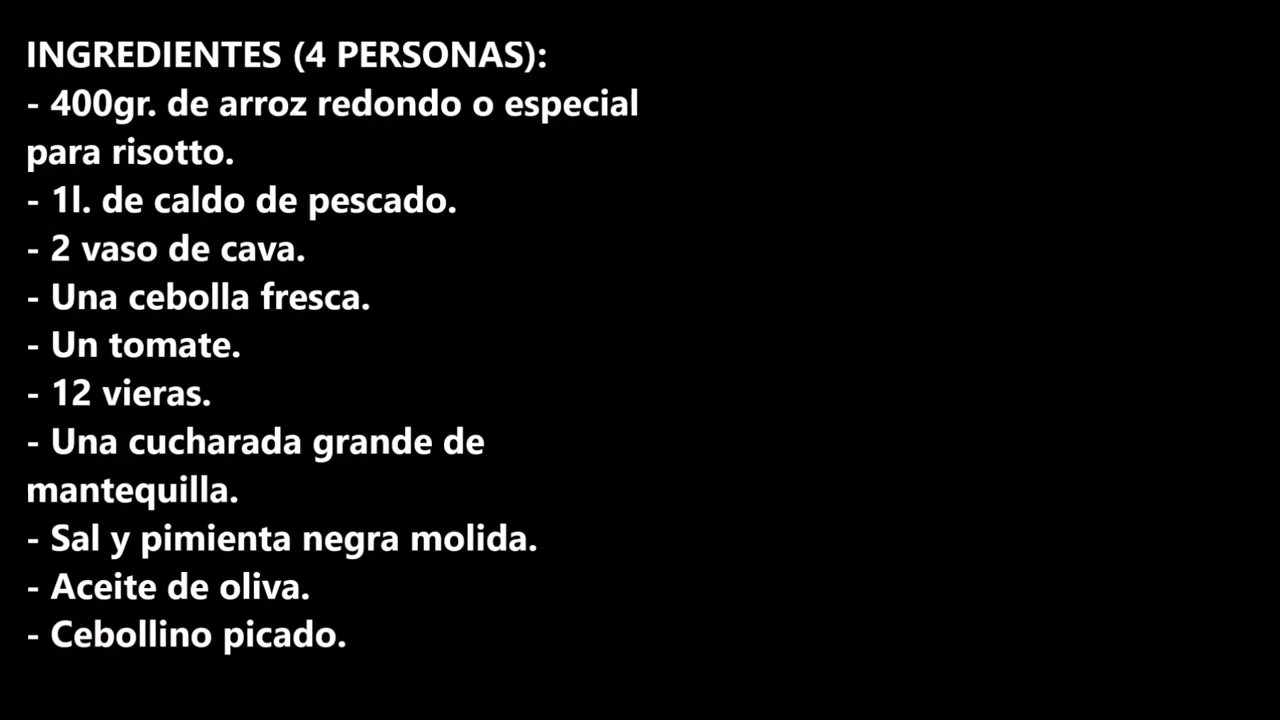 INGREDIENTES (4 PERSONAS):
- 400gr. de arroz redondo o especial
para risotto.
- 1l. de caldo de pescado.
- 2 vaso de cava.
- Una cebolla fresca.
- Un tomate.
- 12 vieras.
- Una cucharada grande de
mantequilla.
- Sal y pimienta negra molida.
- Aceite de oliva.
- Cebollino picado.